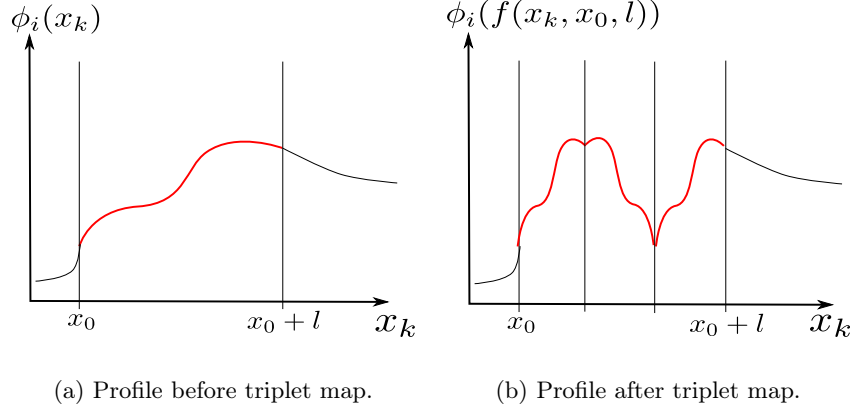 ϕ_i(x_k)
x_0
x_0 + l
x_k
(a) Profile before triplet map.
ϕ_i(f(x_k, x_0, l))
x_0
x_0 + l
x_k
(b) Profile after triplet map.